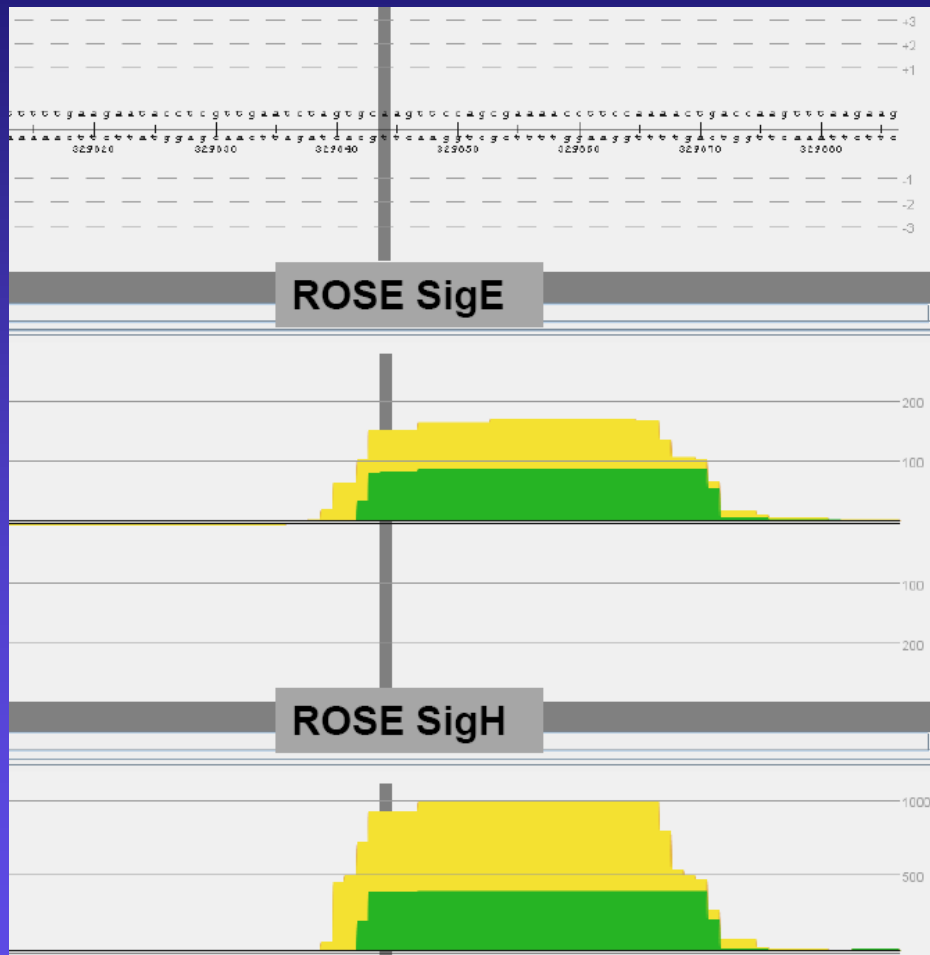 +3
+2
+1
t t t t t g a a g a a t a c c t c g t t g a a t c t a g t g c a a g t t c c a g c g a a a a c c t t c c a a a a c t g a c c a a g t t t a a g a a g
a a a a a c t t c t t a t g g a g c a a c t t a g a t c a c g t t c a a g g t c g c t t t t g g a a g g t t t t g a c t g g t t c a a a t t c t t c
329020 329030 329040 329050 329060 329070 329080
-1
-2
-3
ROSE SigE
200
100
100
200
ROSE SigH
1000
500